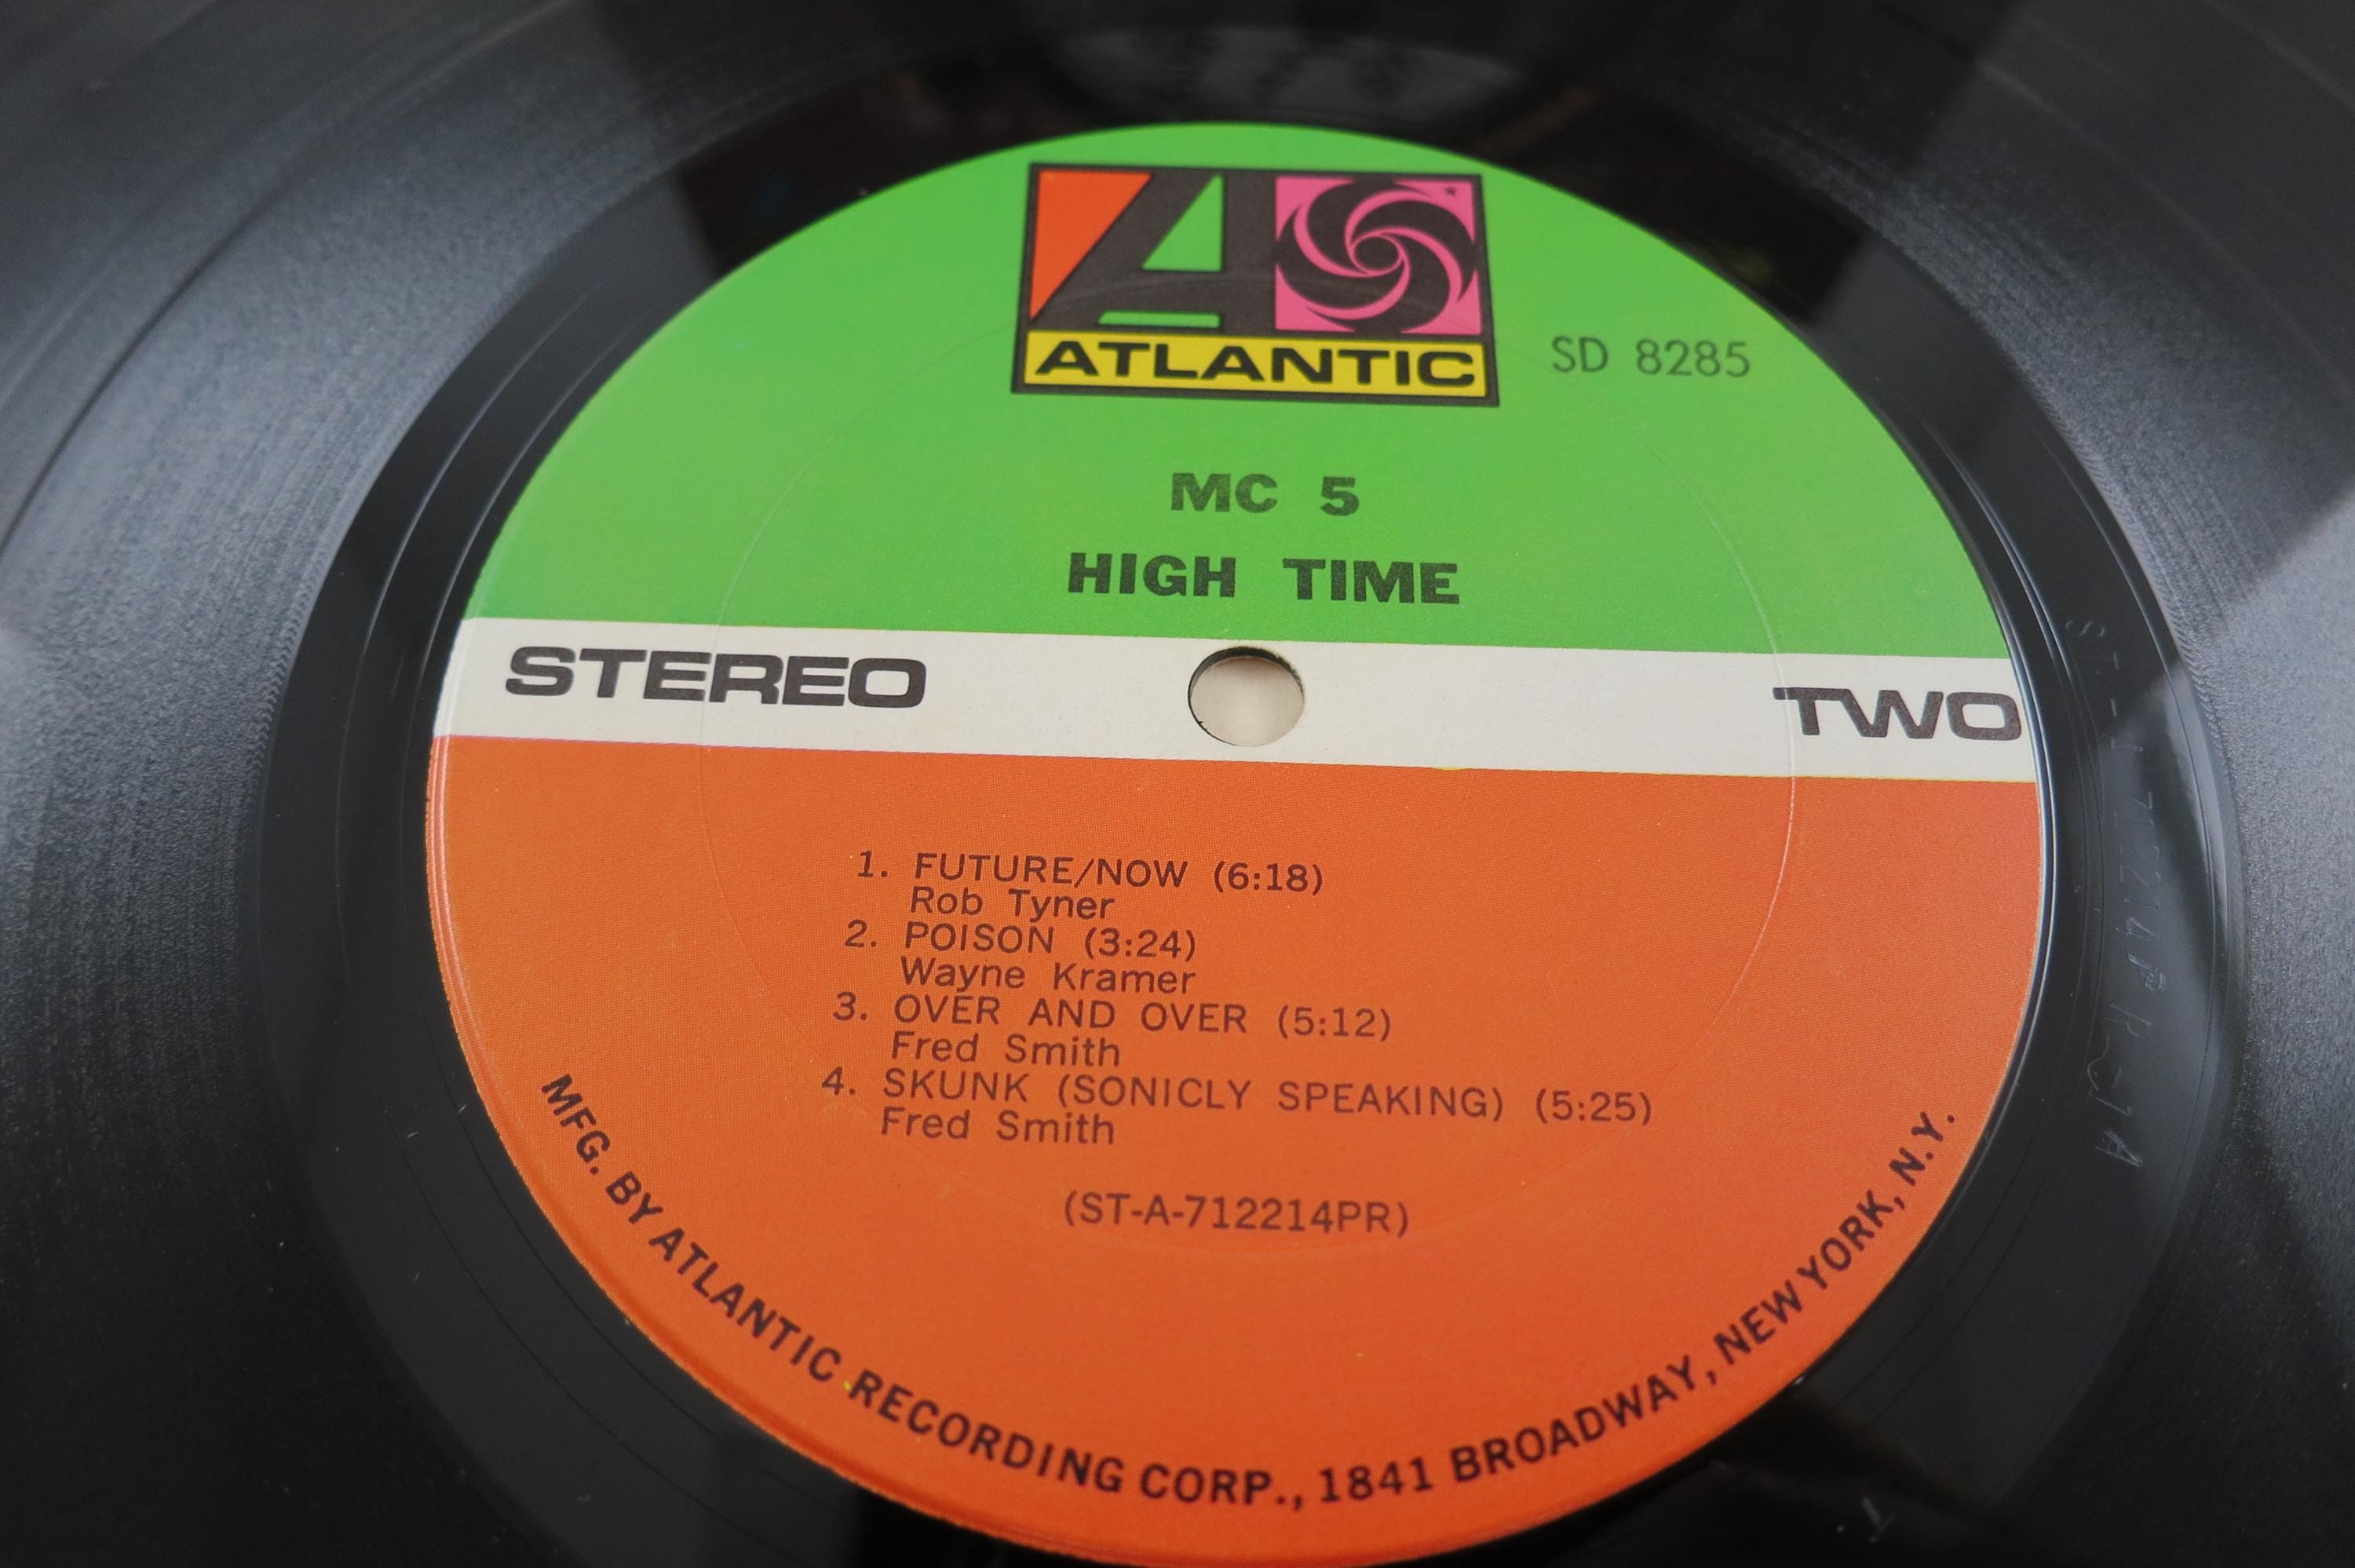 ATLANTIC
SD 8285
MC 5
HIGH TIME
STEREO
TWO
1. FUTURE/NOW (6:18)
Rob Tyner
2. POISON (3:24)
Wayne Kramer
3. OVER AND OVER (5:12)
Fred Smith
4. SKUNK (SONICLY SPEAKING) (5:25)
Fred Smith
(ST-A-712214PR)
MFG. BY ATLANTIC RECORDING CORP., 1841 BROADWAY, NEW YORK, N.Y.